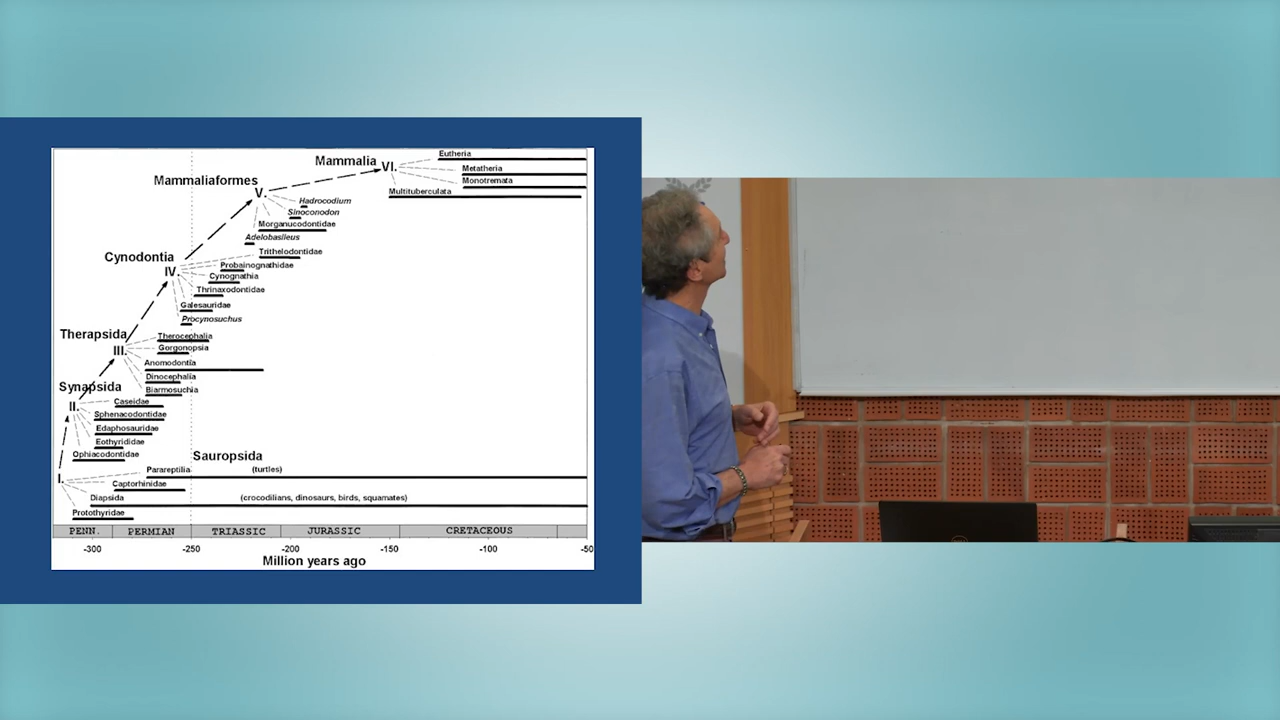 Eutheria
Mammalia VI.
Metatheria
Monotremata
Mammaliaformes
Multituberculata
V.
Hadrocodium
Sinoconodon
Morganucodontidae
Adelobasileus
Trithelodontidae
Cynodontia
Probainognathidae
IV.
Cynognathia
Thrinaxodontidae
Galesauridae
Procynosuchus
Therapsida
Therocephalia
III.
Gorgonopsia
Anomodontia
Dinocephalia
Synapsida
Biarmosuchia
Caseidae
II.
Sphenacodontidae
Edaphosauridae
Eothyrididae
Ophiacodontidae
Sauropsida
Parareptilia (turtles)
I.
Captorhinidae
Diapsida (crocodilians, dinosaurs, birds, squamates)
Protothyridae
PENN. PERMIAN TRIASSIC JURASSIC CRETACEOUS
-300 -250 -200 -150 -100 -50
Million years ago